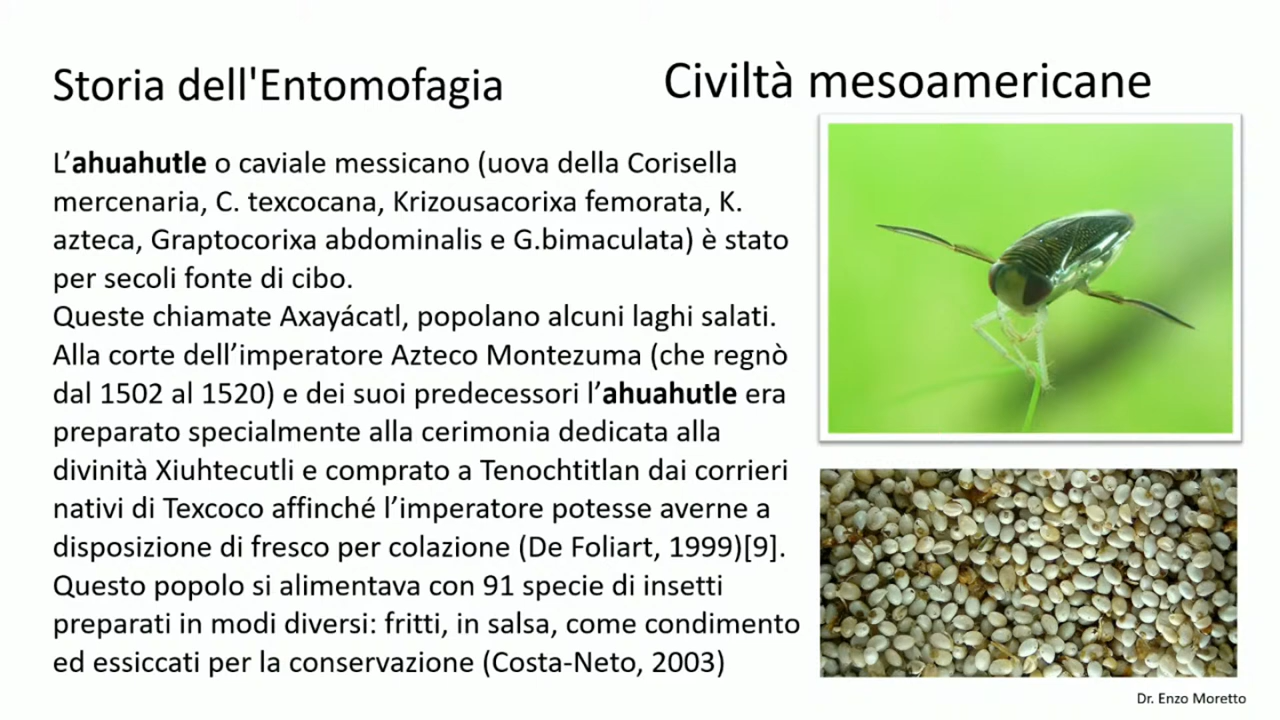 Storia dell'Entomofagia
Civiltà mesoamericane
L’ahuahutle o caviale messicano (uova della Corisella
mercenaria, C. texcocana, Krizousacorixa femorata, K.
azteca, Graptocorixa abdominalis e G.bimaculata) è stato
per secoli fonte di cibo.
Queste chiamate Axayácatl, popolano alcuni laghi salati.
Alla corte dell’imperatore Azteco Montezuma (che regnò
dal 1502 al 1520) e dei suoi predecessori l’ahuahutle era
preparato specialmente alla cerimonia dedicata alla
divinità Xiuhtecutli e comprato a Tenochtitlan dai corrieri
nativi di Texcoco affinché l’imperatore potesse averne a
disposizione di fresco per colazione (De Foliart, 1999)[9].
Questo popolo si alimentava con 91 specie di insetti
preparati in modi diversi: fritti, in salsa, come condimento
ed essiccati per la conservazione (Costa-Neto, 2003)
Dr. Enzo Moretto